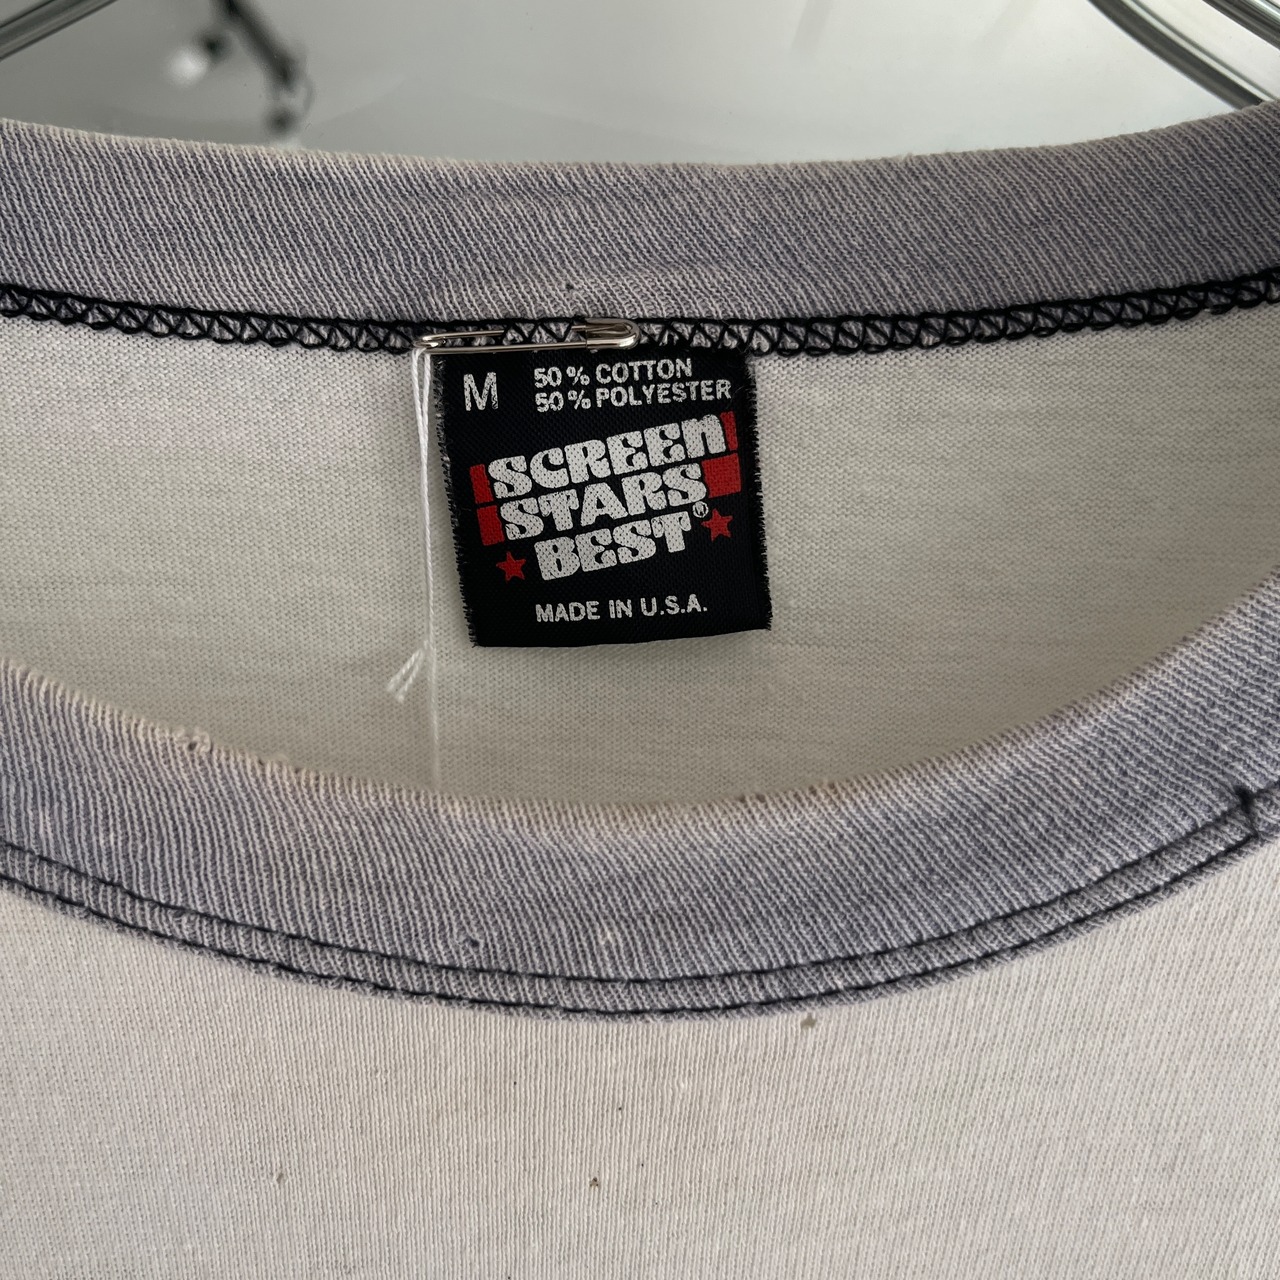 M
50% COTTON
50% POLYESTER
SCREEN
STARS
BEST®
MADE IN U.S.A.